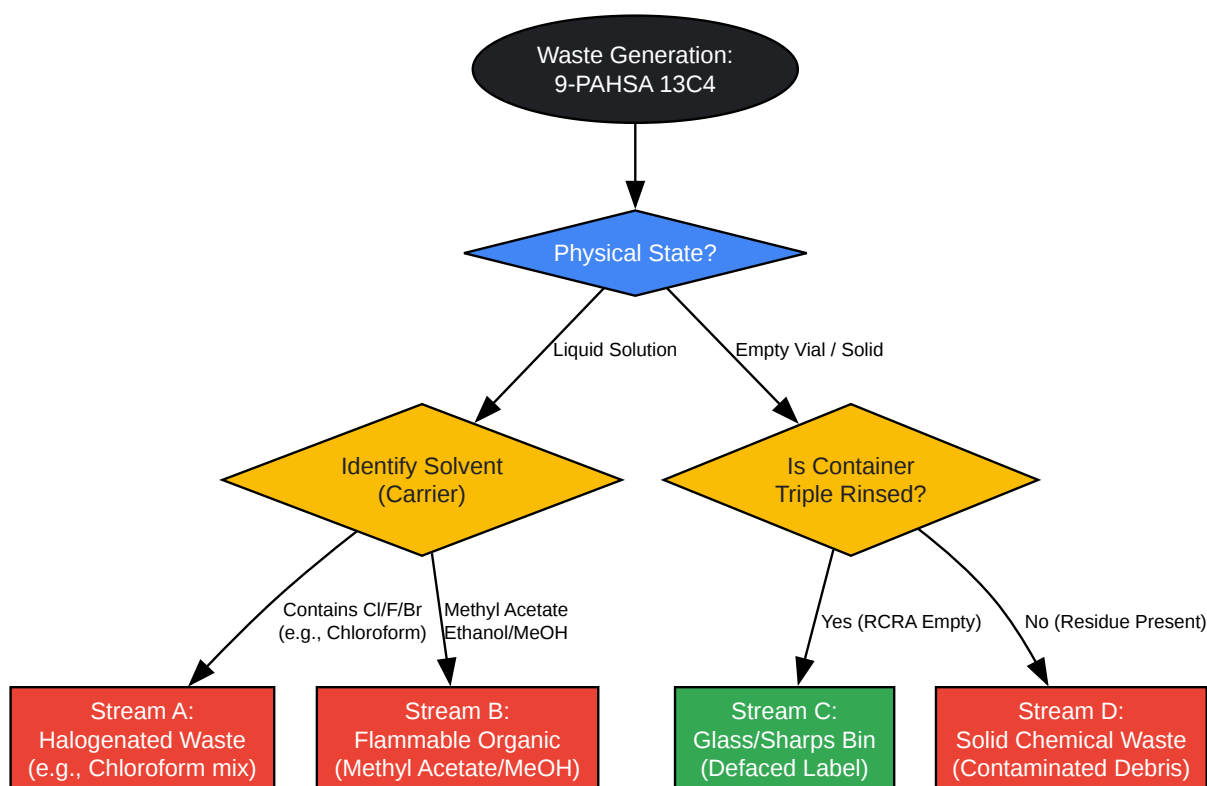 Waste Generation:
9-PAHSA 13C4
Physical State?
Liquid Solution
Empty Vial / Solid
Identify Solvent
(Carrier)
Is Container
Triple Rinsed?
Contains Cl/F/Br
(e.g., Chloroform)
Methyl Acetate
Ethanol/MeOH
Yes (RCRA Empty)
No (Residue Present)
Stream A:
Halogenated Waste
(e.g., Chloroform mix)
Stream B:
Flammable Organic
(Methyl Acetate/MeOH)
Stream C:
Glass/Sharps Bin
(Defaced Label)
Stream D:
Solid Chemical Waste
(Contaminated Debris)